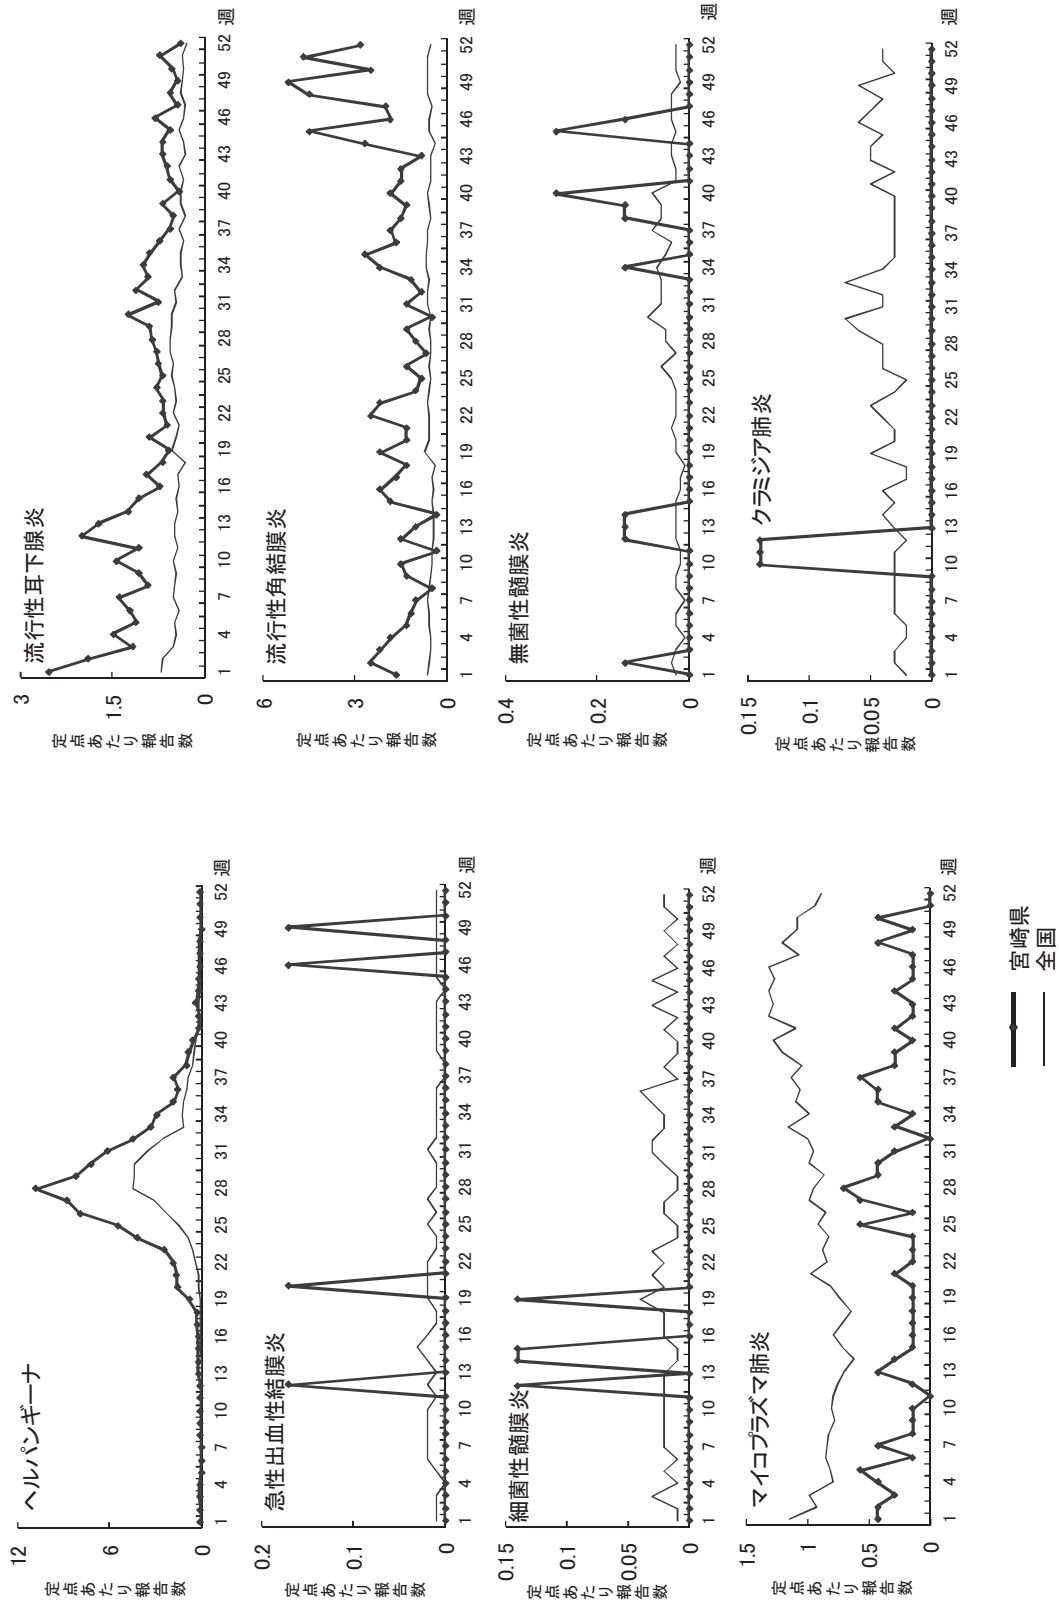 ヘルパンギーナ
定点あたり報告数
12
6
0
1 4 7 10 13 16 19 22 25 28 31 34 37 40 43 46 49 52 週
流行性耳下腺炎
定点あたり報告数
3
1.5
0
1 4 7 10 13 16 19 22 25 28 31 34 37 40 43 46 49 52 週
急性出血性結膜炎
定点あたり報告数
0.2
0.1
0
1 4 7 10 13 16 19 22 25 28 31 34 37 40 43 46 49 52 週
流行性角結膜炎
定点あたり報告数
6
3
0
1 4 7 10 13 16 19 22 25 28 31 34 37 40 43 46 49 52 週
細菌性髄膜炎
定点あたり報告数
0.15
0.1
0.05
0
1 4 7 10 13 16 19 22 25 28 31 34 37 40 43 46 49 52 週
無菌性髄膜炎
定点あたり報告数
0.4
0.2
0
1 4 7 10 13 16 19 22 25 28 31 34 37 40 43 46 49 52 週
マイコプラズマ肺炎
定点あたり報告数
1.5
1
0.5
0
1 4 7 10 13 16 19 22 25 28 31 34 37 40 43 46 49 52 週
クラミジア肺炎
定点あたり報告数
0.15
0.1
0.05
0
1 4 7 10 13 16 19 22 25 28 31 34 37 40 43 46 49 52 週
宮崎県
全国